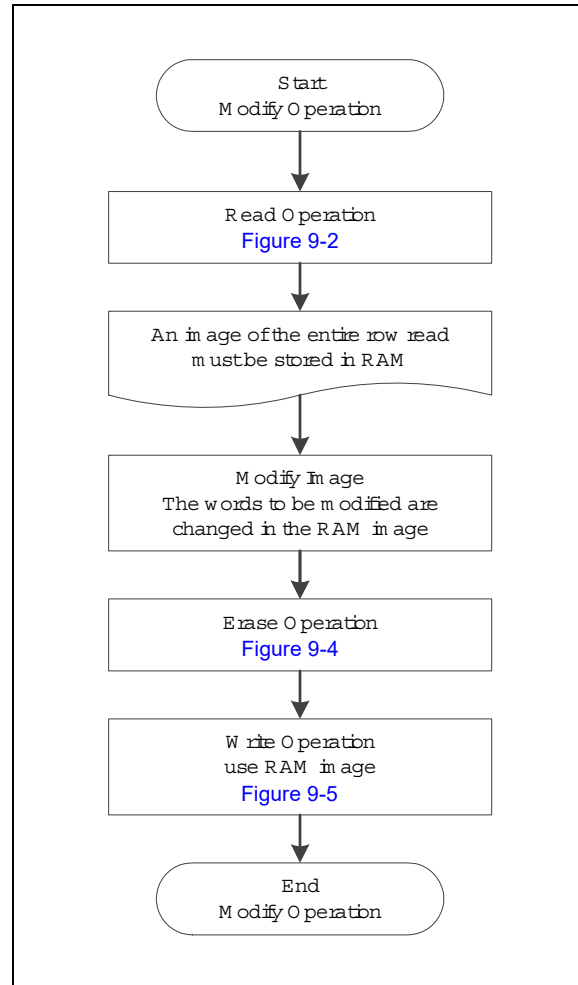 Start
Modify Operation
Read Operation
Figure 9-2
An image of the entire row read
must be stored in RAM
Modify Image
The words to be modified are
changed in the RAM image
Erase Operation
Figure 9-4
Write Operation
use RAM image
Figure 9-5
End
Modify Operation